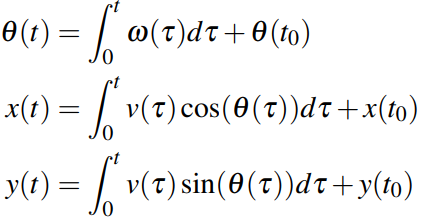 θ(t) = ∫₀ᵗ ω(τ)dτ + θ(t₀)
x(t) = ∫₀ᵗ v(τ) cos(θ(τ))dτ + x(t₀)
y(t) = ∫₀ᵗ v(τ) sin(θ(τ))dτ + y(t₀)